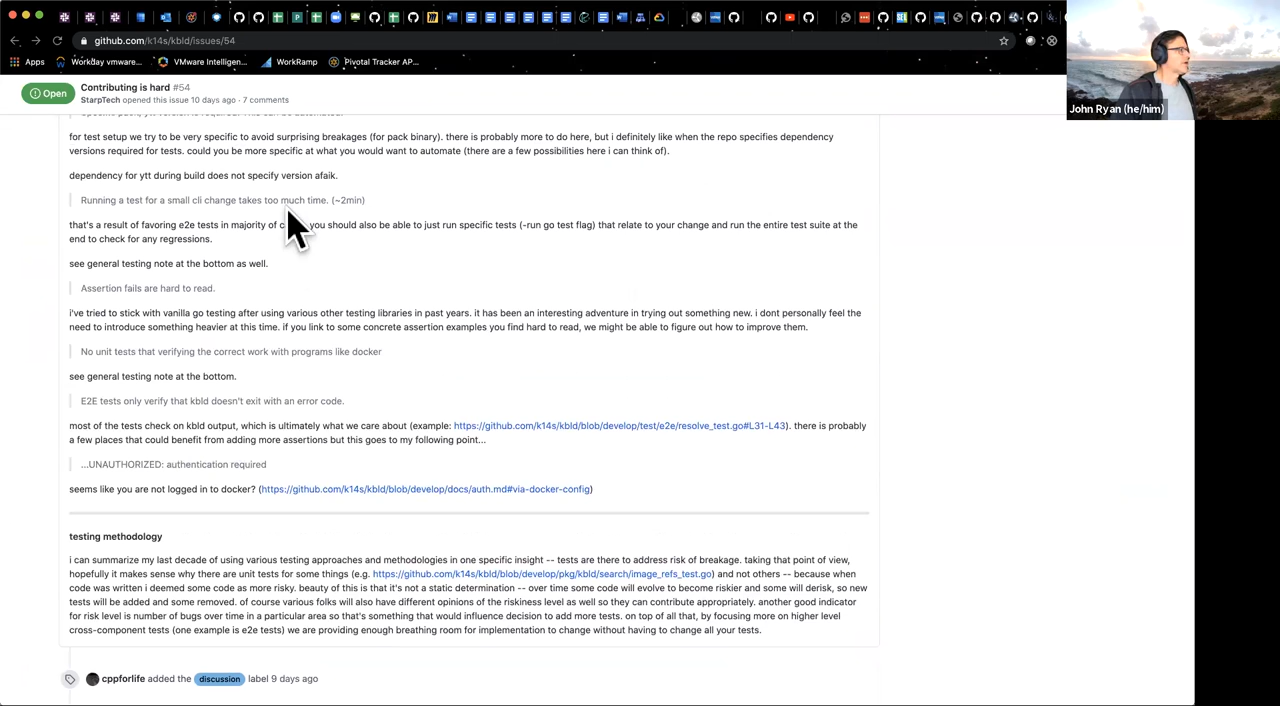 github.com/k14s/kbld/issues/54
Apps
Workday vmware...
VMware Intelligen...
WorkRamp
Pivotal Tracker AP...
Open
Contributing is hard #54
StarpTech opened this issue 10 days ago · 7 comments
John Ryan (he/him)
for test setup we try to be very specific to avoid surprising breakages (for pack binary). there is probably more to do here, but i definitely like when the repo specifies dependency
versions required for tests. could you be more specific at what you would want to automate (there are a few possibilities here i can think of).
dependency for ytt during build does not specify version afaik.
Running a test for a small cli change takes too much time. (~2min)
that's a result of favoring e2e tests in majority of you should also be able to just run specific tests (-run go test flag) that relate to your change and run the entire test suite at the
end to check for any regressions.
see general testing note at the bottom as well.
Assertion fails are hard to read.
i've tried to stick with vanilla go testing after using various other testing libraries in past years. it has been an interesting adventure in trying out something new. i dont personally feel the
need to introduce something heavier at this time. if you link to some concrete assertion examples you find hard to read, we might be able to figure out how to improve them.
No unit tests that verifying the correct work with programs like docker
see general testing note at the bottom.
E2E tests only verify that kbld doesn't exit with an error code.
most of the tests check on kbld output, which is ultimately what we care about (example: https://github.com/k14s/kbld/blob/develop/test/e2e/resolve_test.go#L31-L43). there is probably
a few places that could benefit from adding more assertions but this goes to my following point...
...UNAUTHORIZED: authentication required
seems like you are not logged in to docker? (https://github.com/k14s/kbld/blob/develop/docs/auth.md#via-docker-config)
testing methodology
i can summarize my last decade of using various testing approaches and methodologies in one specific insight -- tests are there to address risk of breakage. taking that point of view,
hopefully it makes sense why there are unit tests for some things (e.g. https://github.com/k14s/kbld/blob/develop/pkg/kbld/search/image_refs_test.go) and not others -- because when
code was written i deemed some code as more risky. beauty of this is that it's not a static determination -- over time some code will evolve to become riskier and some will derisk, so new
tests will be added and some removed. of course various folks will also have different opinions of the riskiness level as well so they can contribute appropriately. another good indicator
for risk level is number of bugs over time in a particular area so that's something that would influence decision to add more tests. on top of all that, by focusing more on higher level
cross-component tests (one example is e2e tests) we are providing enough breathing room for implementation to change without having to change all your tests.
cppforlife added the discussion label 9 days ago